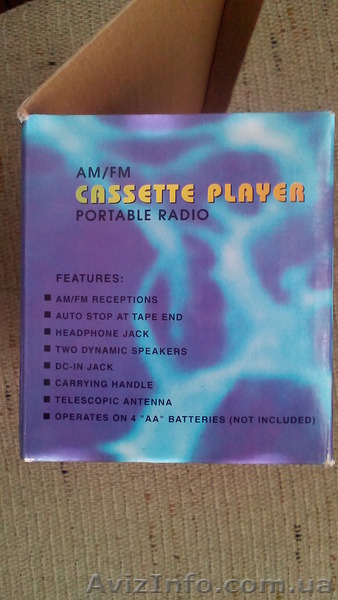 AM/FM
CASSETTE PLAYER
PORTABLE RADIO
FEATURES:
■ AM/FM RECEPTIONS
■ AUTO STOP AT TAPE END
■ HEADPHONE JACK
■ TWO DYNAMIC SPEAKERS
■ DC-IN JACK
■ CARRYING HANDLE
■ TELESCOPIC ANTENNA
■ OPERATES ON 4 "AA" BATTERIES (NOT INCLUDED)
AvizInfo.com.ua